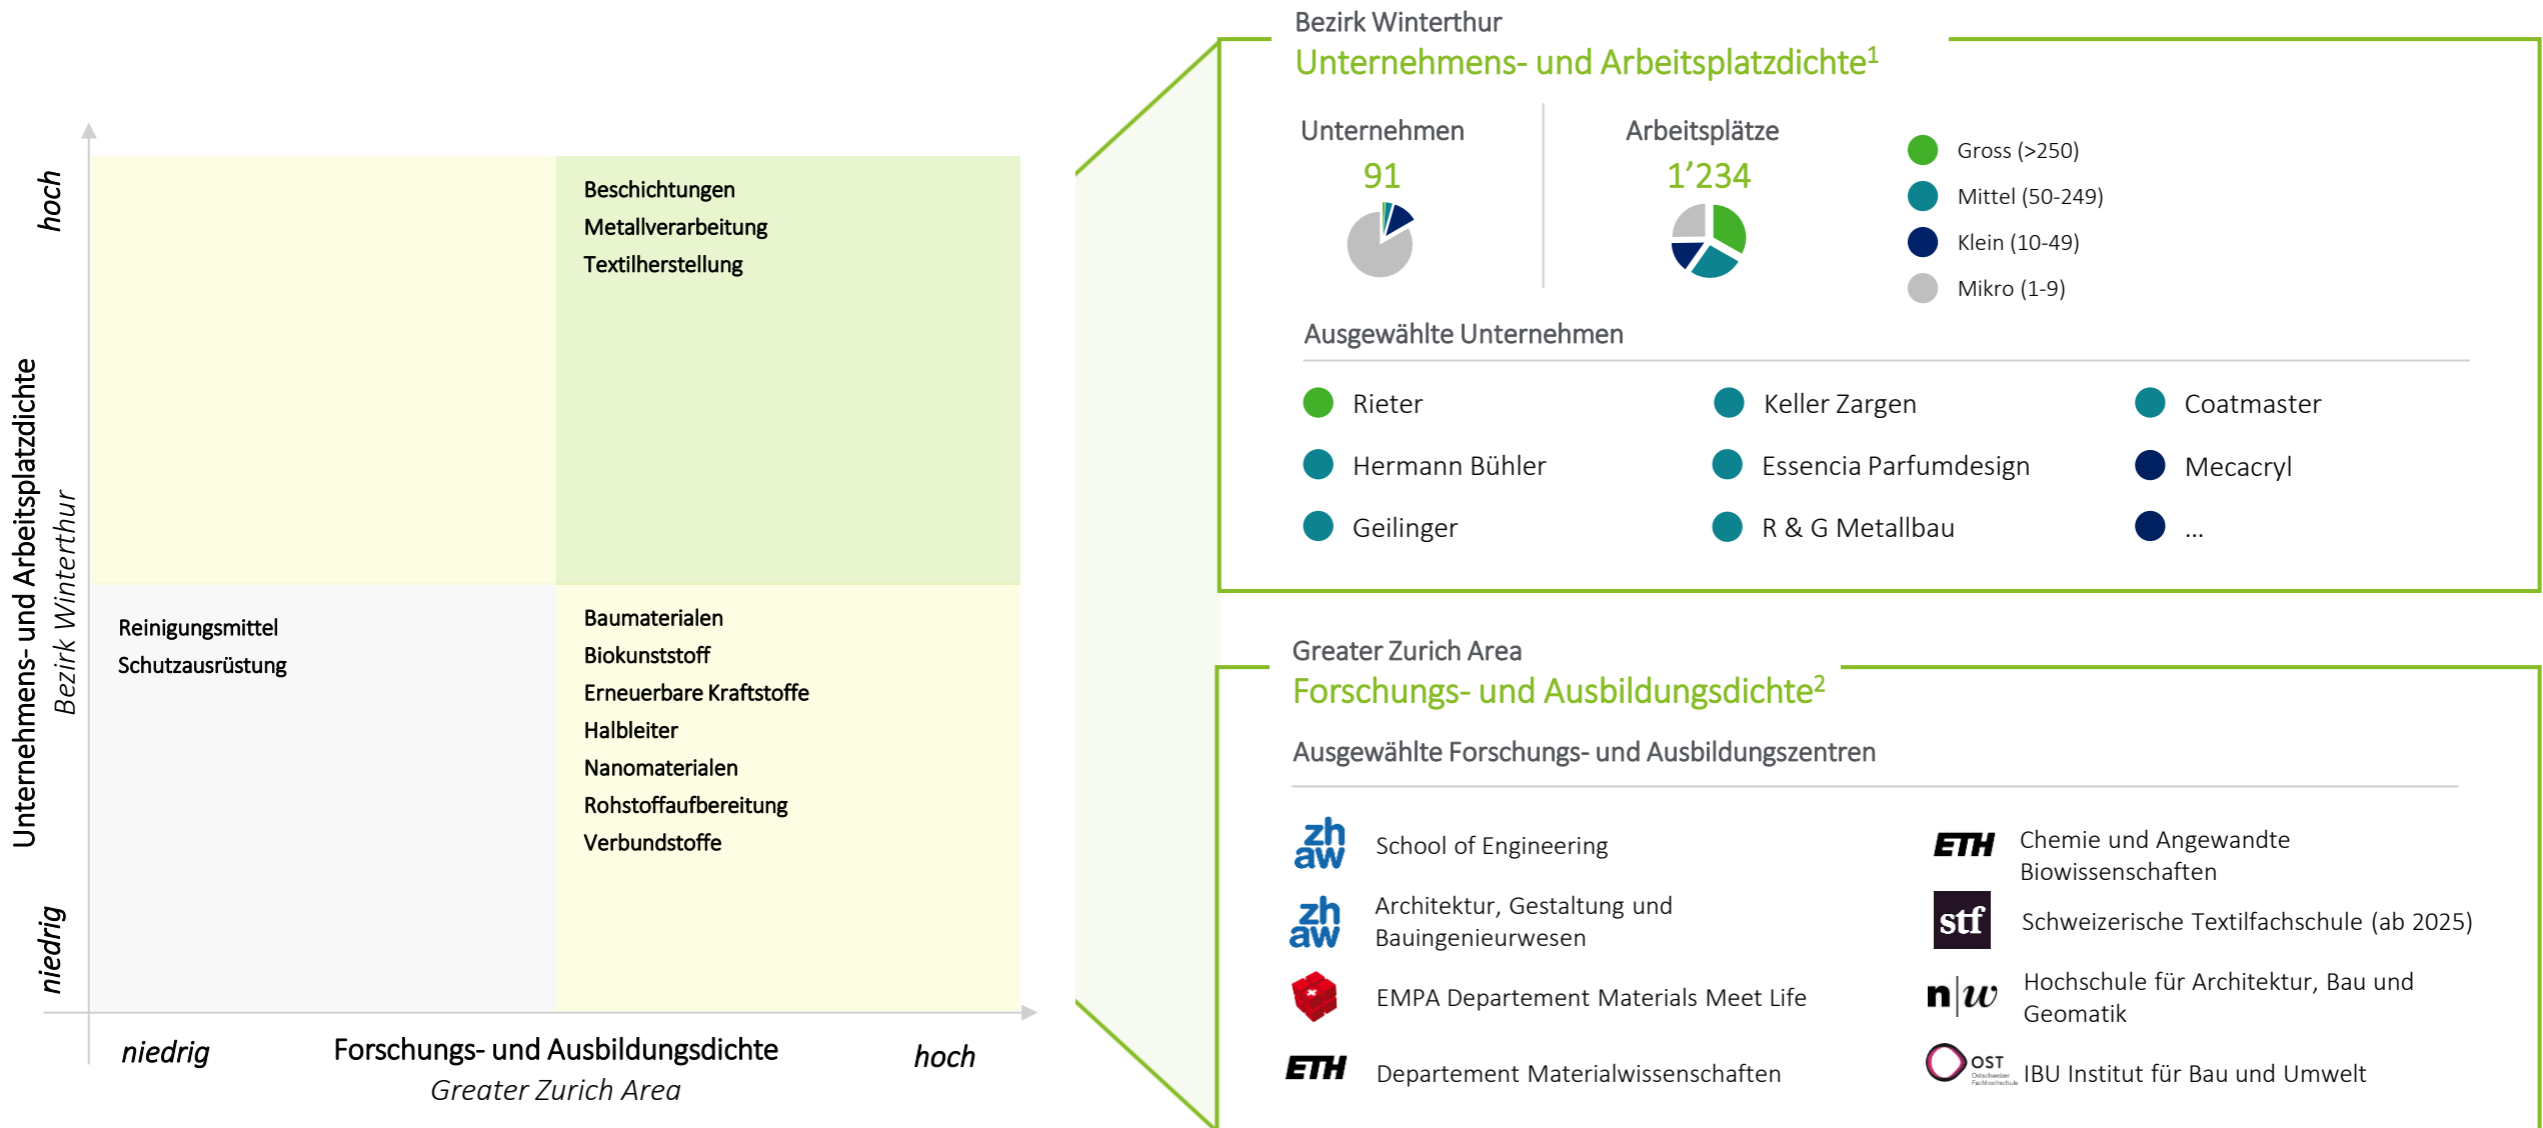 Unternehmens- und Arbeitsplatzdichte
Bezirk Winterthur
hoch
niedrig
Beschichtungen
Metallverarbeitung
Textilherstellung
Reinigungsmittel
Schutzausrüstung
Baumaterialen
Biokunststoff
Erneuerbare Kraftstoffe
Halbleiter
Nanomaterialen
Rohstoffaufbereitung
Verbundstoffe
niedrig
Forschungs- und Ausbildungsdichte
hoch
Greater Zurich Area
Bezirk Winterthur
Unternehmens- und Arbeitsplatzdichte¹
Unternehmen
91
Arbeitsplätze
1’234
Gross (>250)
Mittel (50-249)
Klein (10-49)
Mikro (1-9)
Ausgewählte Unternehmen
Rieter
Keller Zargen
Coatmaster
Hermann Bühler
Essencia Parfumdesign
Mecacryl
Geilinger
R & G Metallbau
...
Greater Zurich Area
Forschungs- und Ausbildungsdichte²
Ausgewählte Forschungs- und Ausbildungszentren
zh
aw
School of Engineering
zh
aw
Architektur, Gestaltung und
Bauingenieurwesen
EMPA Departement Materials Meet Life
ETH
Departement Materialwissenschaften
ETH
Chemie und Angewandte
Biowissenschaften
stf
Schweizerische Textilfachschule (ab 2025)
n|w
Hochschule für Architektur, Bau und
Geomatik
OST
Ostschweizer
Fachhochschule
IBU Institut für Bau und Umwelt